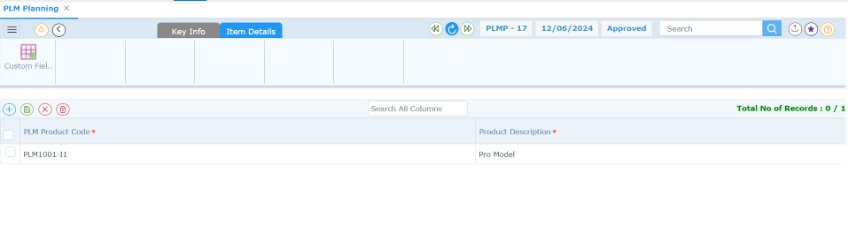 PLM Planning ×
Key Info Item Details PLMP - 17 12/06/2024 Approved Search
Custom Fiel...
Search All Columns Total No of Records : 0 / 1
PLM Product Code * Product Description *
PLM1001-I1 Pro Model